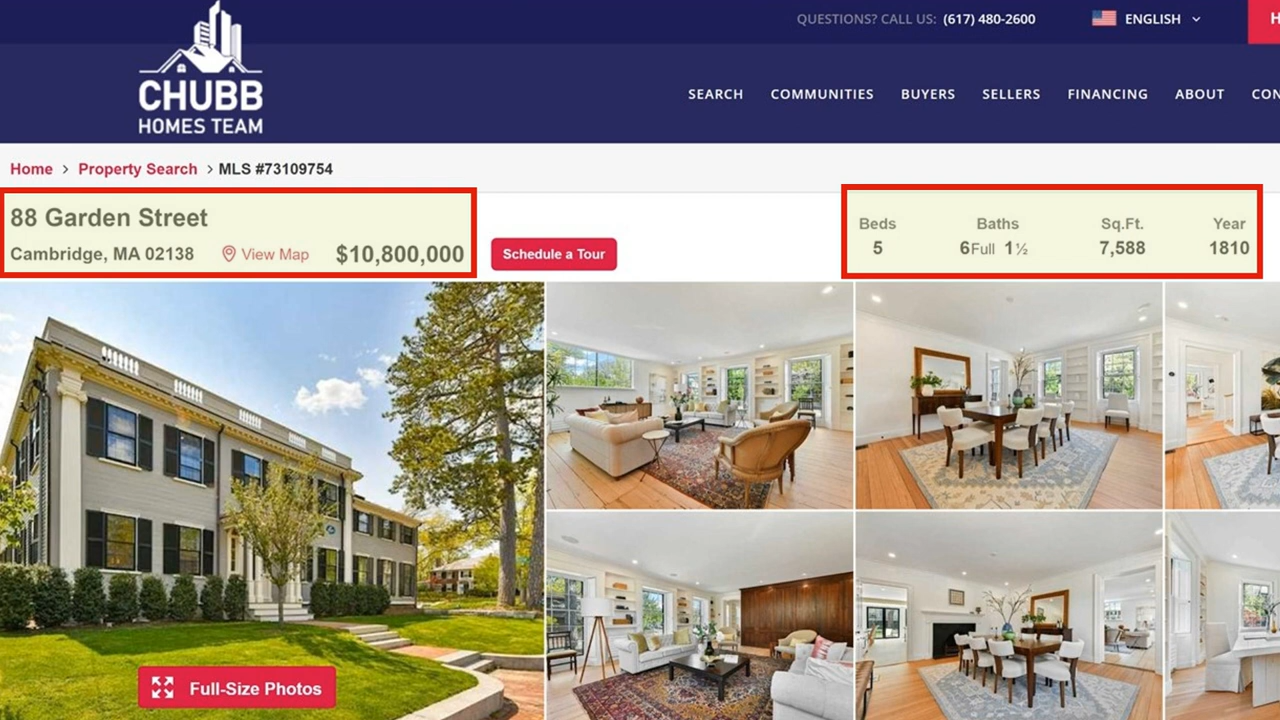 QUESTIONS? CALL US: (617) 480-2600
ENGLISH
H
CHUBB
HOMES TEAM
SEARCH COMMUNITIES BUYERS SELLERS FINANCING ABOUT CON
Home > Property Search > MLS #73109754
88 Garden Street
Cambridge, MA 02138 View Map $10,800,000
Schedule a Tour
Beds Baths Sq.Ft. Year
5 6Full 1½ 7,588 1810
Full-Size Photos